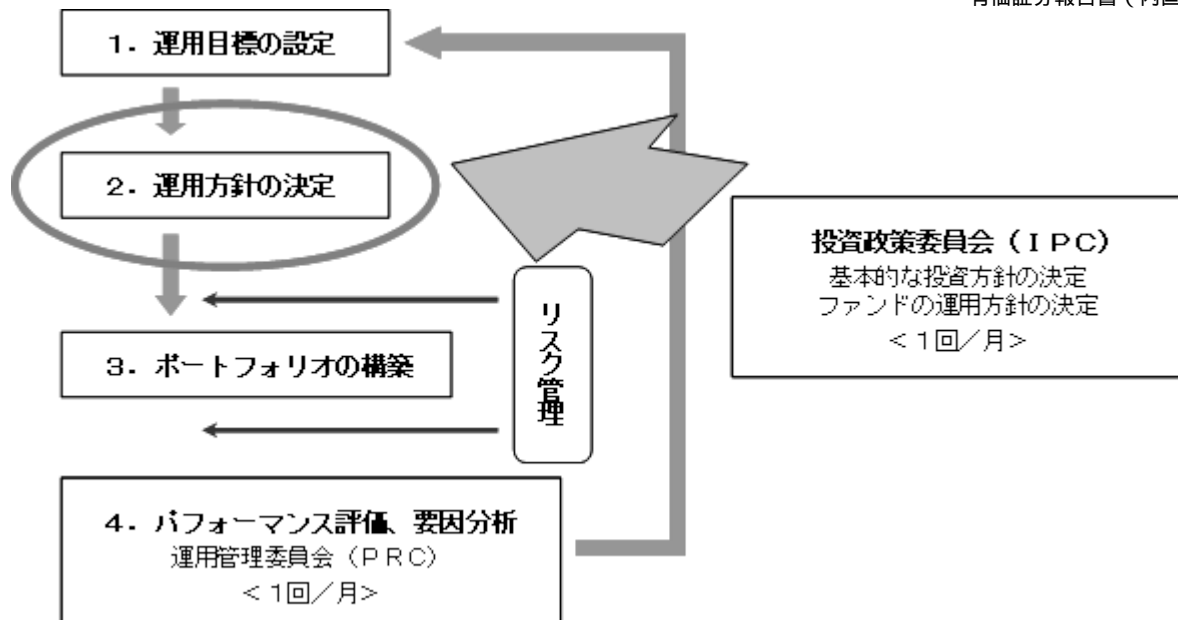 1．運用目標の設定
2．運用方針の決定
投資政策委員会（ＩＰＣ）
基本的な投資方針の決定
ファンドの運用方針の決定
＜１回／月＞
リスク管理
3．ポートフォリオの構築
4．パフォーマンス評価、要因分析
運用管理委員会（ＰＲＣ）
＜１回／月＞